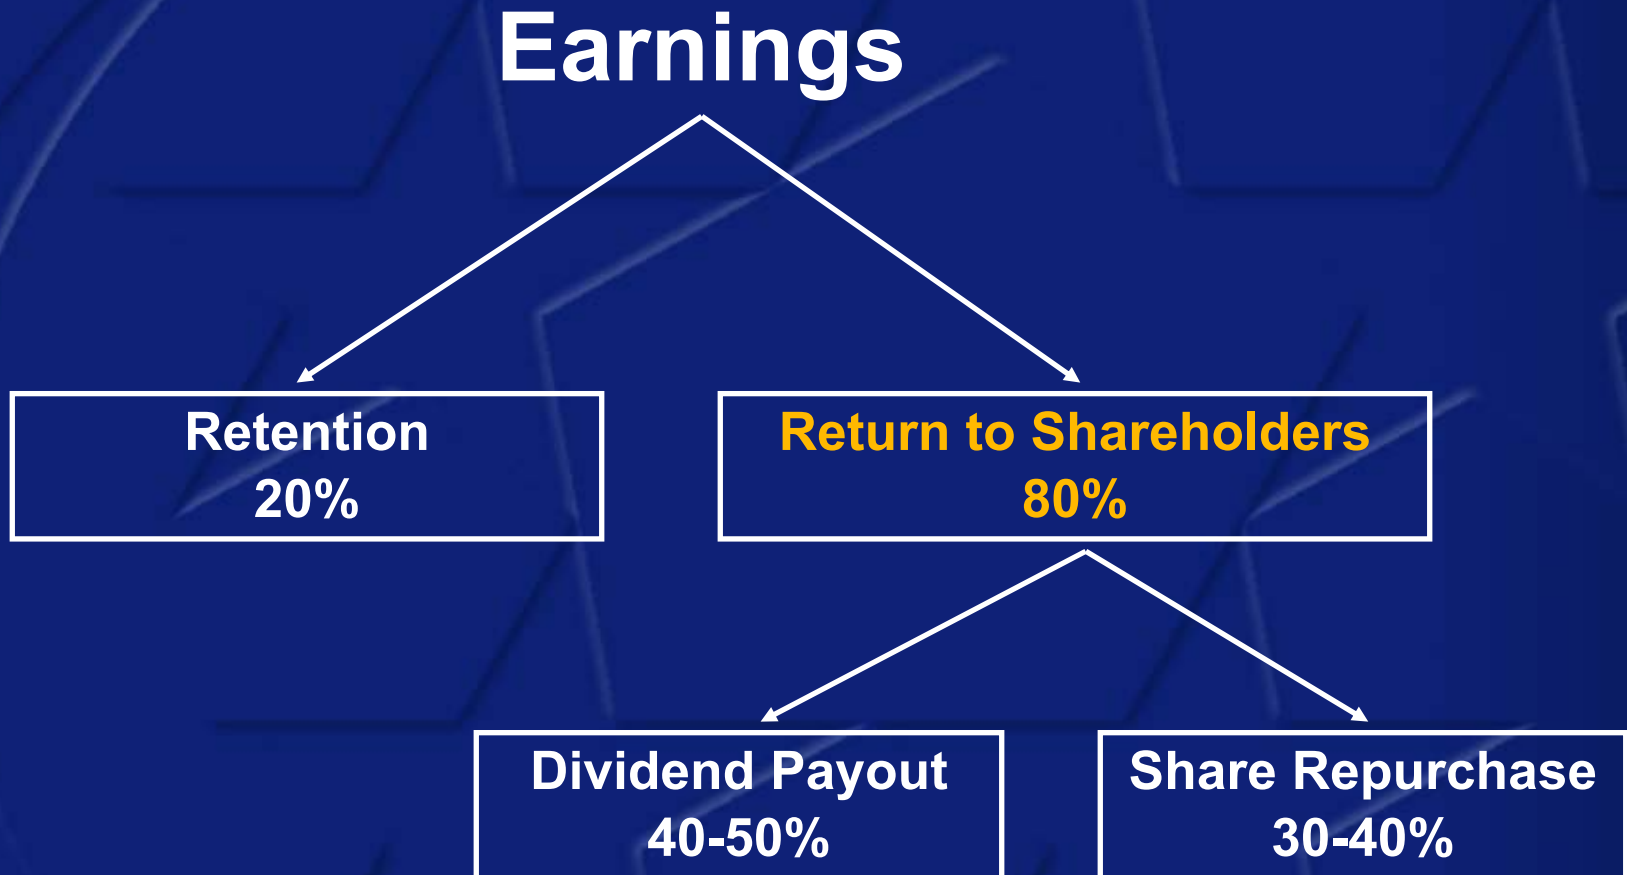 Earnings
Retention
20%
Return to Shareholders
80%
Dividend Payout
40-50%
Share Repurchase
30-40%